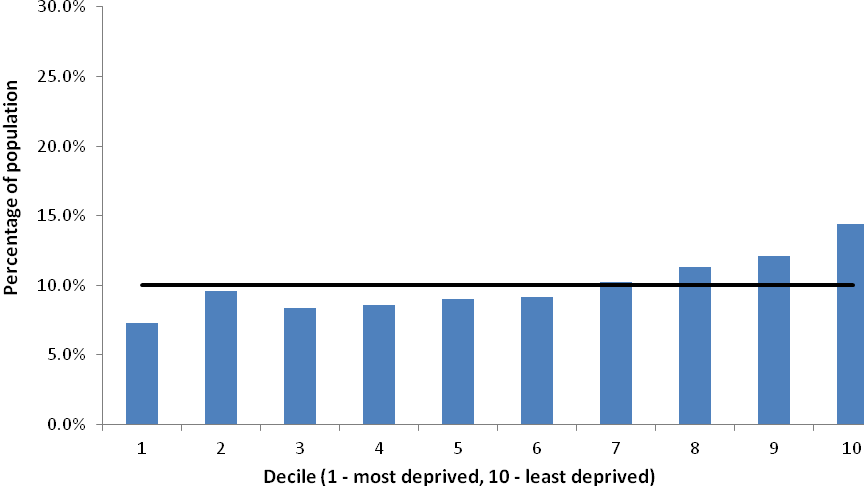 30.0%
25.0%
20.0%
15.0%
10.0%
5.0%
0.0%
Percentage of population
1 2 3 4 5 6 7 8 9 10
Decile (1 - most deprived, 10 - least deprived)